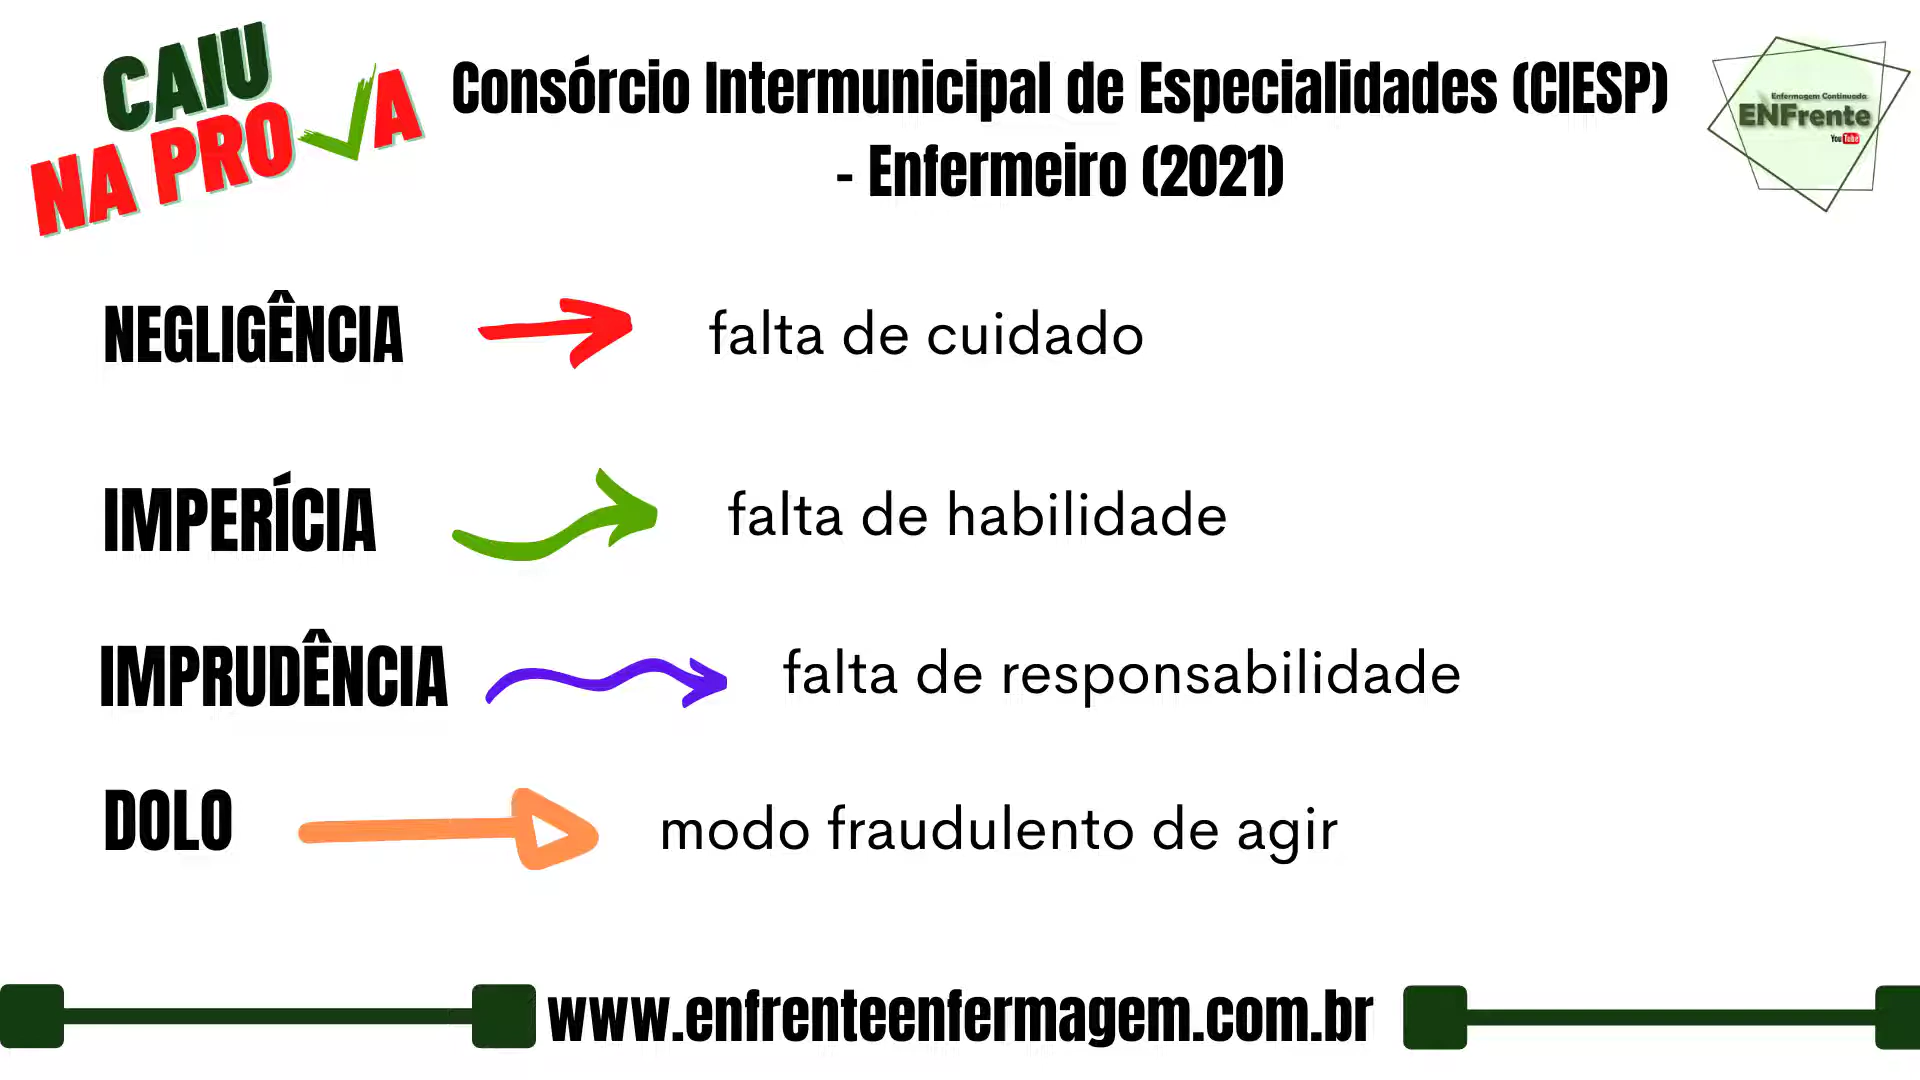 CAIU
NA PROVA
Consórcio Intermunicipal de Especialidades (CIESP)
- Enfermeiro (2021)
Enfermagem Continuada
ENFrente
YouTube
NEGLIGÊNCIA
falta de cuidado
IMPERÍCIA
falta de habilidade
IMPRUDÊNCIA
falta de responsabilidade
DOLO
modo fraudulento de agir
www.enfrenteenfermagem.com.br